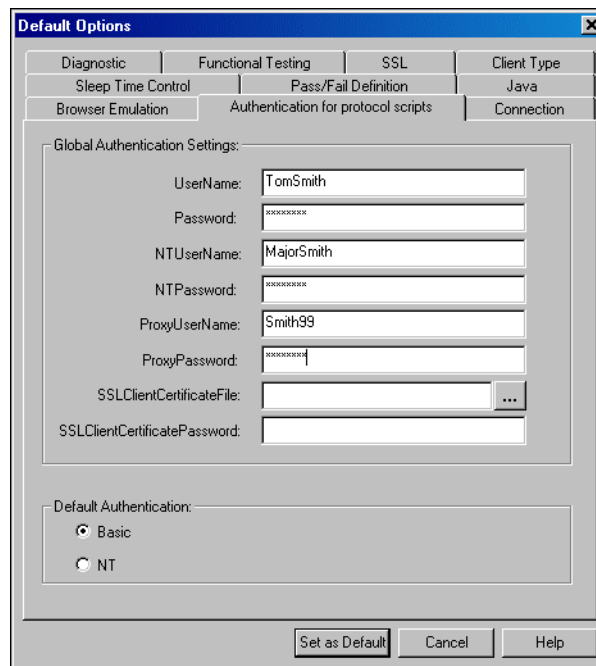 Default Options
Diagnostic Functional Testing SSL Client Type
Sleep Time Control Pass/Fail Definition Java
Browser Emulation Authentication for protocol scripts Connection
Global Authentication Settings:
UserName: TomSmith
Password: ********
NTUserName: MajorSmith
NTPassword: ********
ProxyUserName: Smith99
ProxyPassword: ********
SSLClientCertificateFile: ...
SSLClientCertificatePassword:
Default Authentication:
Basic
NT
Set as Default Cancel Help